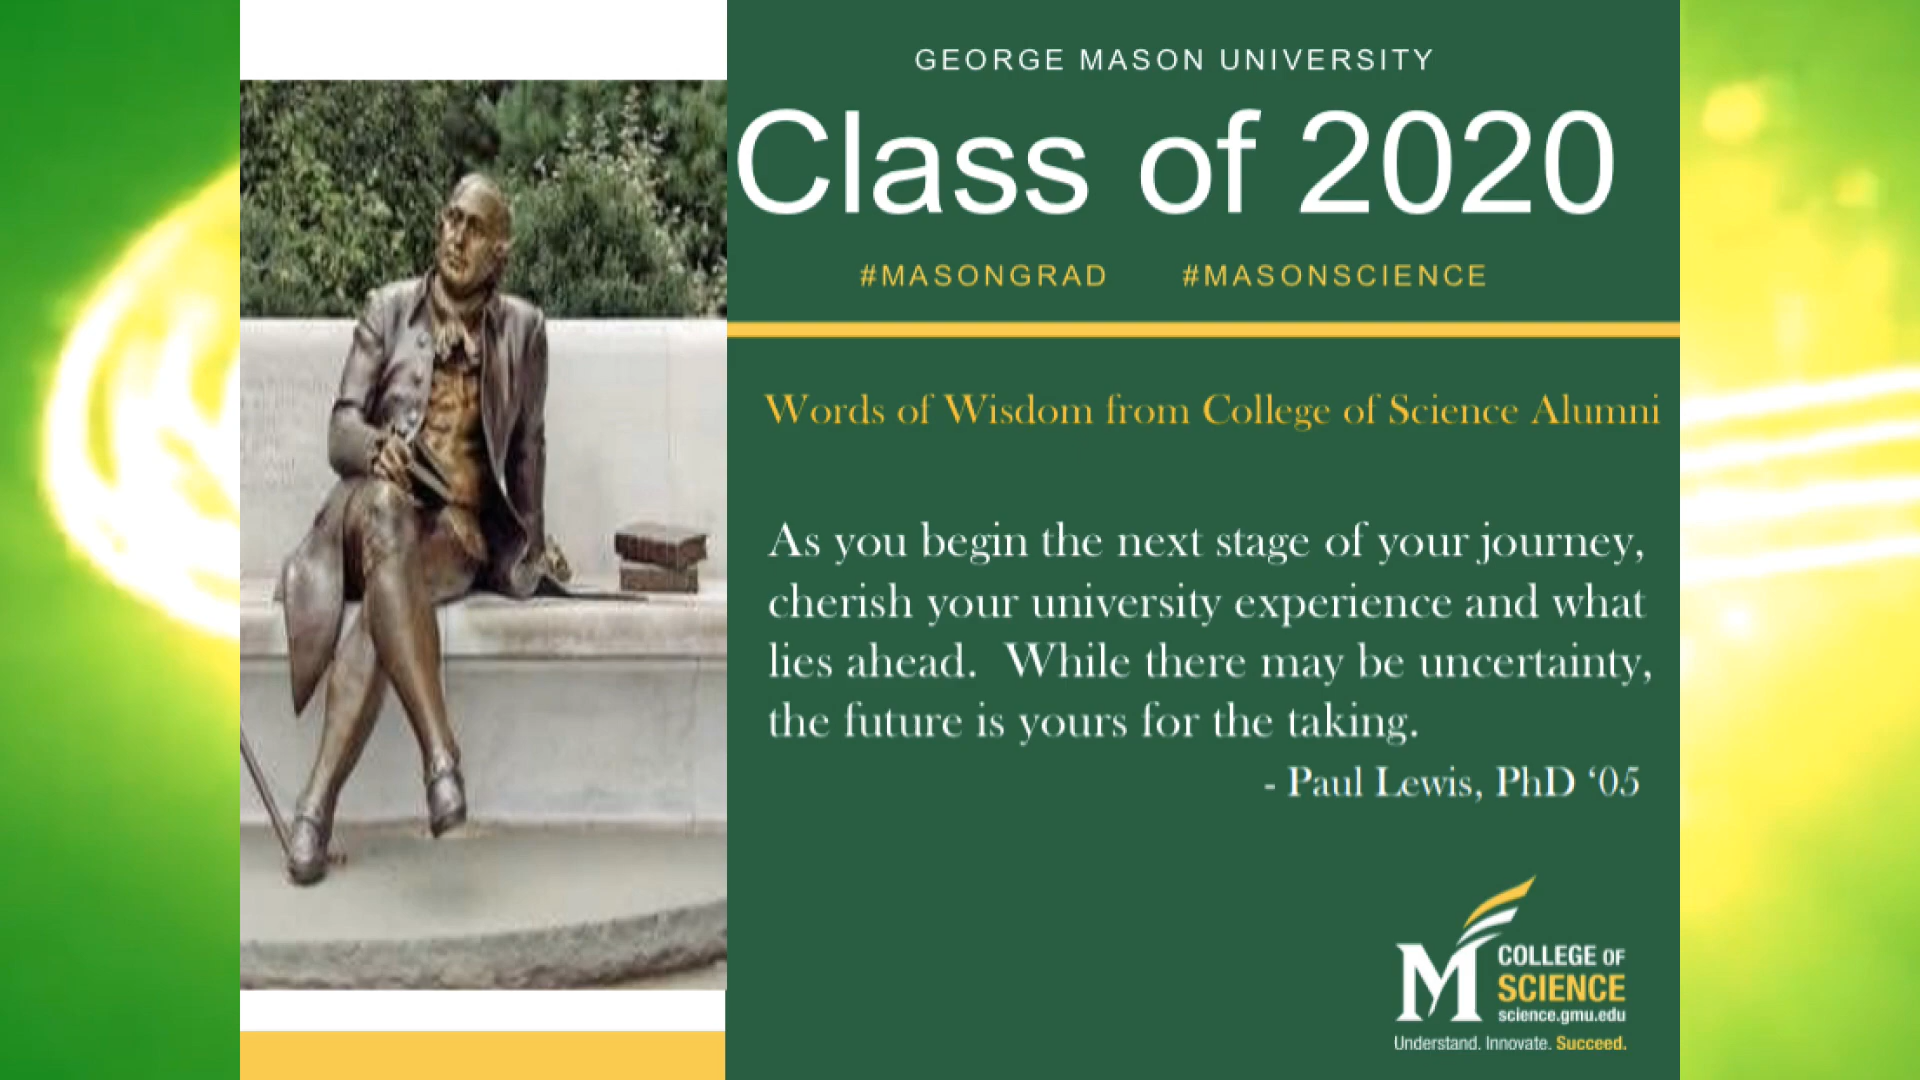 GEORGE MASON UNIVERSITY
Class of 2020
#MASONGRAD #MASONSCIENCE
Words of Wisdom from College of Science Alumni
As you begin the next stage of your journey,
cherish your university experience and what
lies ahead.  While there may be uncertainty,
the future is yours for the taking.
- Paul Lewis, PhD ‘05
M COLLEGE OF
SCIENCE
science.gmu.edu
Understand. Innovate. Succeed.